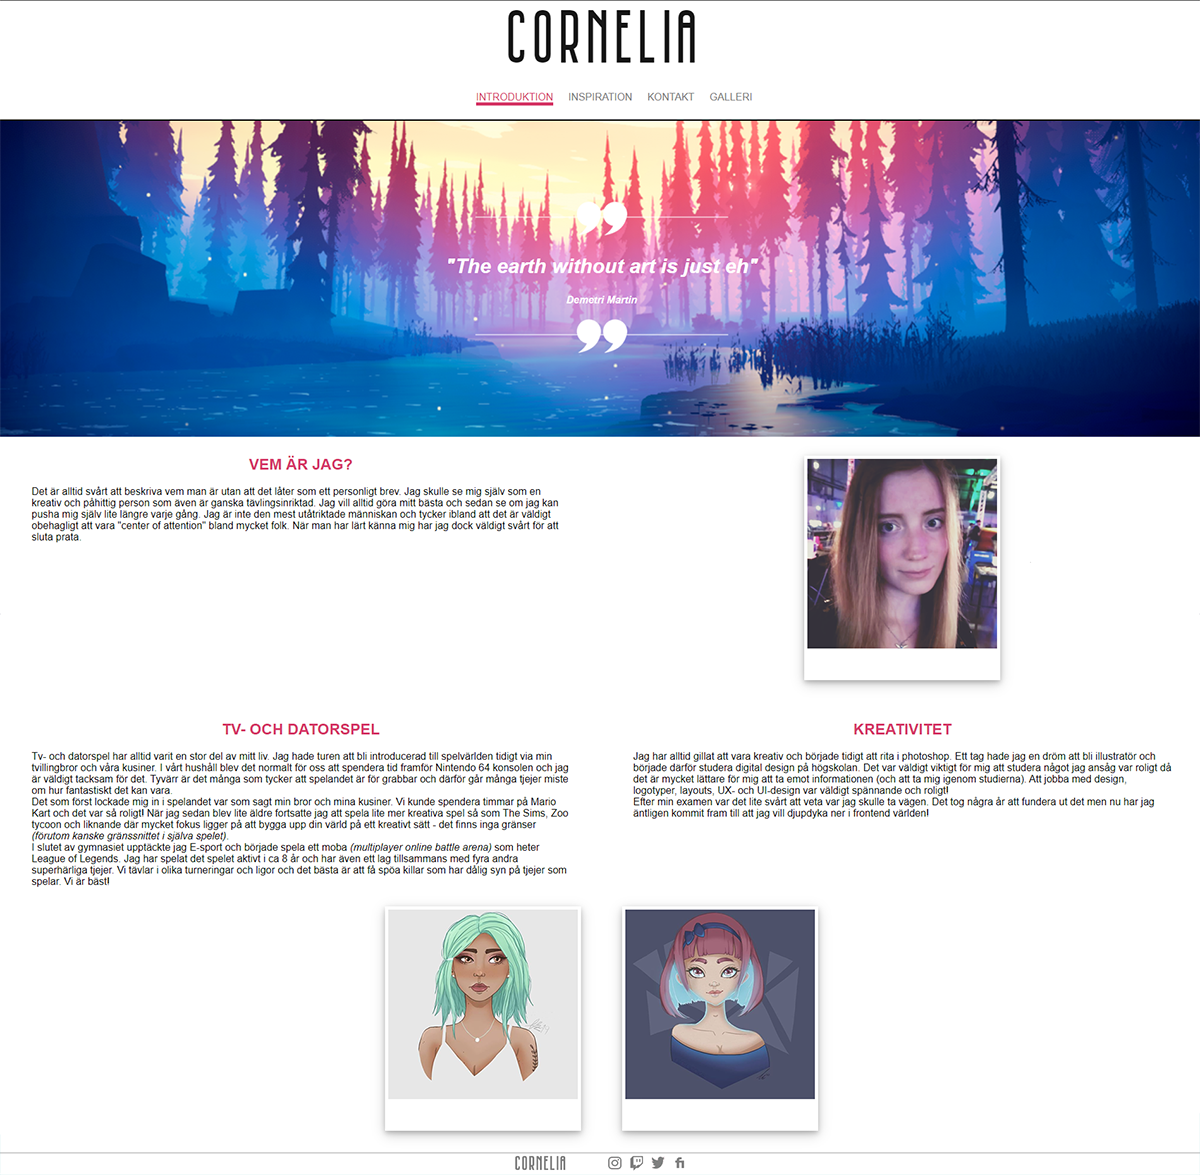 CORNELIA
INTRODUKTION INSPIRATION KONTAKT GALLERI
"The earth without art is just eh"
Demetri Martin
VEM ÄR JAG?
Det är alltid svårt att beskriva vem man är utan att det låter som ett personligt brev. Jag skulle se mig själv som en
kreativ och påhittig person som även är ganska tävlingsinriktad. Jag vill alltid göra mitt bästa och sedan se om jag kan
pusha mig själv lite längre varje gång. Jag är inte den mest utåtriktade människan och tycker ibland att det är väldigt
obehagligt att vara "center of attention" bland mycket folk. När man har lärt känna mig har jag dock väldigt svårt för att
sluta prata.
TV- OCH DATORSPEL
Tv- och datorspel har alltid varit en stor del av mitt liv. Jag hade turen att bli introducerad till spelvärlden tidigt via min
tvillingbror och våra kusiner. I vårt hushåll blev det normalt för oss att spendera tid framför Nintendo 64 konsolen och jag
är väldigt tacksam för det. Tyvärr är det många som tycker att spelandet är för grabbar och därför går många tjejer miste
om hur fantastiskt det kan vara.
Det som först lockade mig in i spelandet var som sagt min bror och mina kusiner. Vi kunde spendera timmar på Mario
Kart och det var så roligt! När jag sedan blev lite äldre fortsatte jag att spela lite mer kreativa spel så som The Sims, Zoo
tycoon och liknande där mycket fokus ligger på att bygga upp din värld på ett kreativt sätt - det finns inga gränser
(förutom kanske gränssnittet i själva spelet).
I slutet av gymnasiet upptäckte jag E-sport och började spela ett moba (multiplayer online battle arena) som heter
League of Legends. Jag har spelat det spelet aktivt i ca 8 år och har även ett lag tillsammans med fyra andra
superhärliga tjejer. Vi tävlar i olika turneringar och ligor och det bästa är att få spöa killar som har dålig syn på tjejer som
spelar. Vi är bäst!
KREATIVITET
Jag har alltid gillat att vara kreativ och började tidigt att rita i photoshop. Ett tag hade jag en dröm att bli illustratör och
började därför studera digital design på högskolan. Det var väldigt viktigt för mig att studera något jag ansåg var roligt då
det är mycket lättare för mig att ta emot informationen (och att ta mig igenom studierna). Att jobba med design,
logotyper, layouts, UX- och UI-design var väldigt spännande och roligt!
Efter min examen var det lite svårt att veta var jag skulle ta vägen. Det tog några år att fundera ut det men nu har jag
äntligen kommit fram till att jag vill djupdyka ner i frontend världen!
CORNELIA